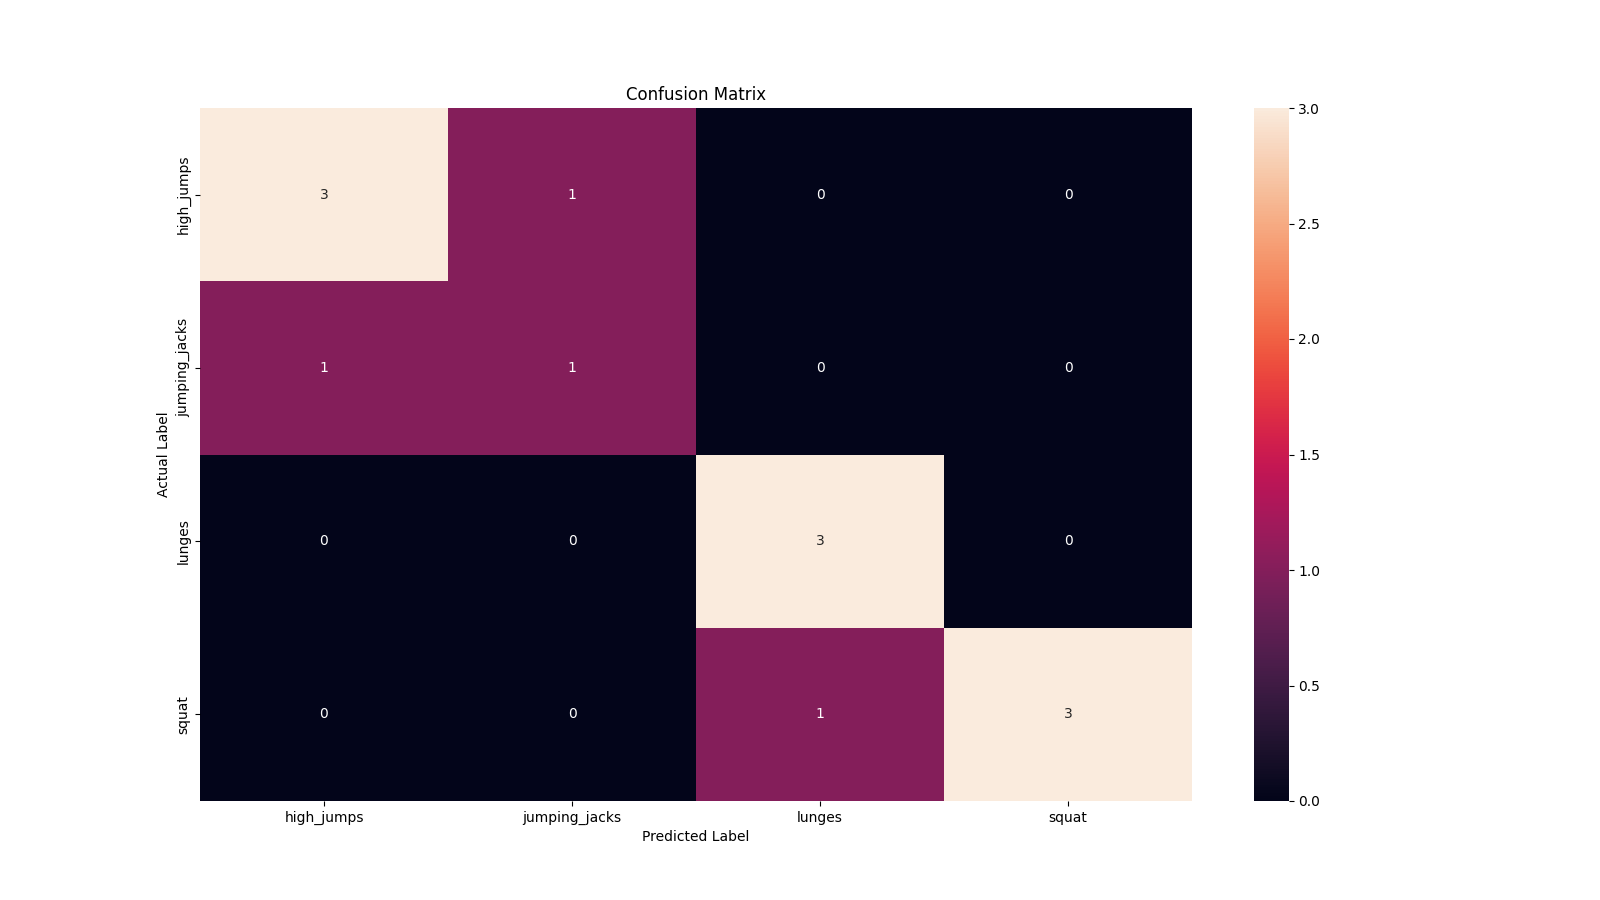 Confusion Matrix
high_jumps 3 1 0 0
jumping_jacks 1 1 0 0
lunges 0 0 3 0
squat 0 0 1 3
Actual Label
high_jumps jumping_jacks lunges squat
Predicted Label
3.0
2.5
2.0
1.5
1.0
0.5
0.0